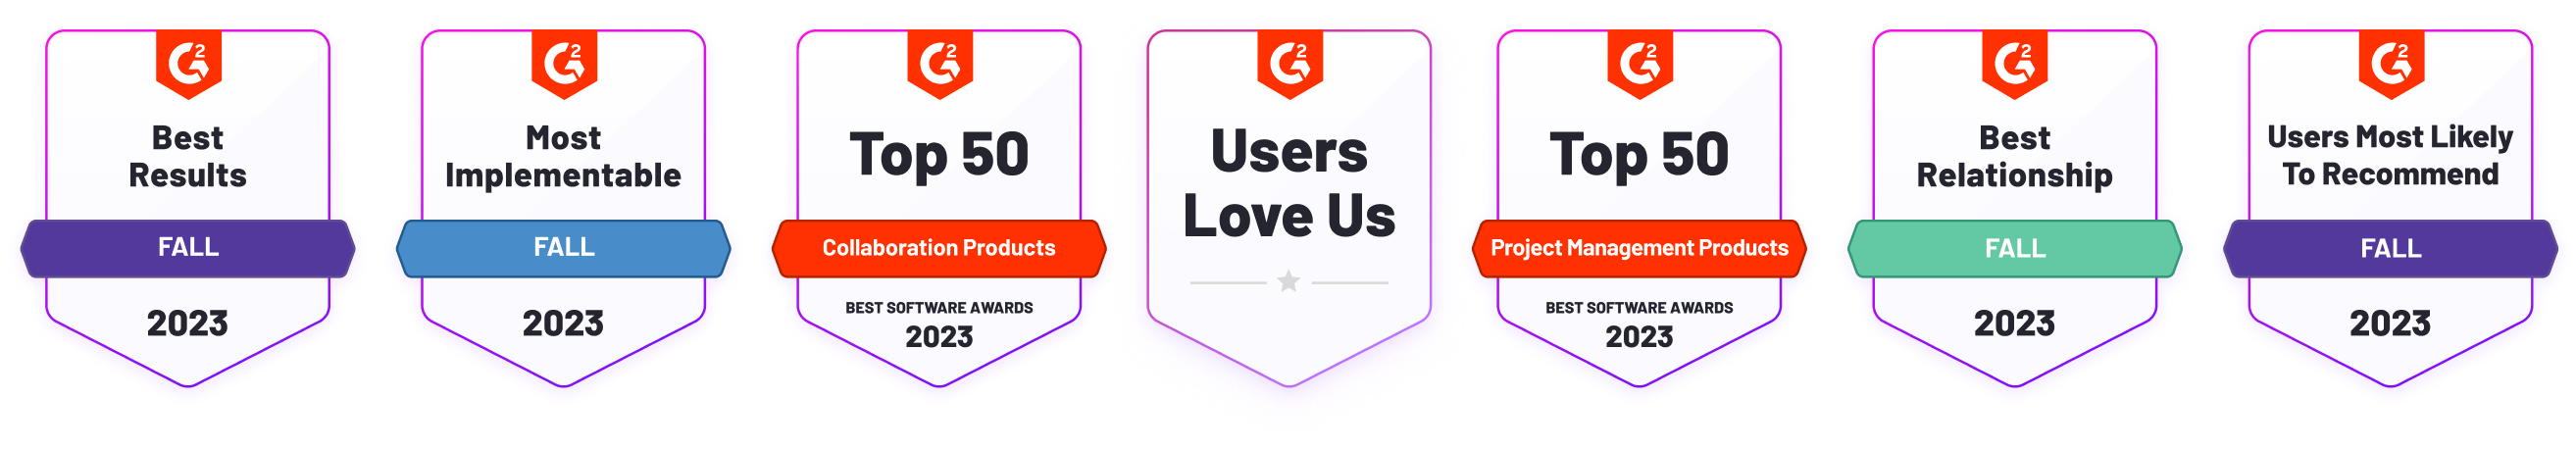 G2
Best
Results
FALL
2023
G2
Most
Implementable
FALL
2023
G2
Top 50
Collaboration Products
BEST SOFTWARE AWARDS
2023
G2
Users
Love Us
G2
Top 50
Project Management Products
BEST SOFTWARE AWARDS
2023
G2
Best
Relationship
FALL
2023
G2
Users Most Likely
To Recommend
FALL
2023